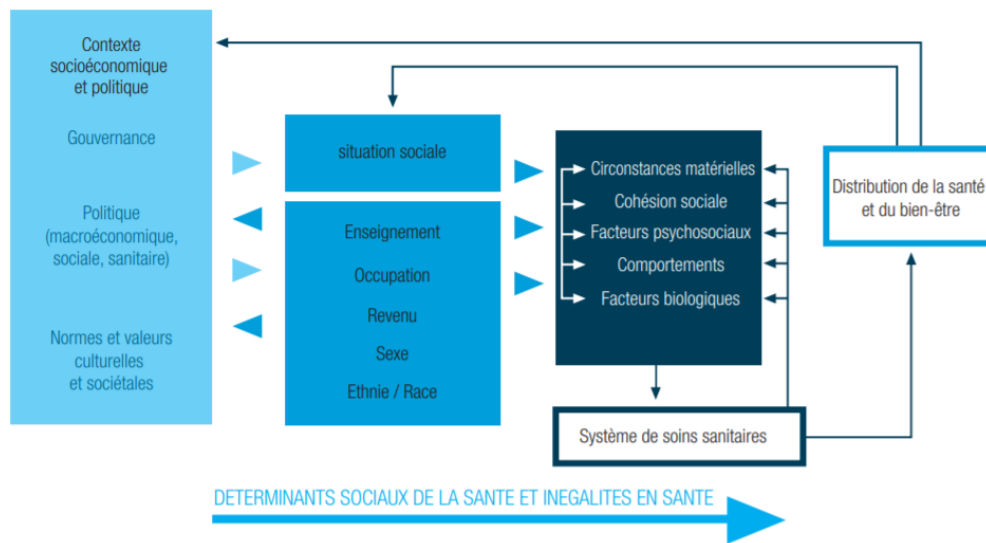 Contexte
socioéconomique
et politique
Gouvernance
Politique
(macroéconomique,
sociale, sanitaire)
Normes et valeurs
culturelles
et sociétales
situation sociale
Enseignement
Occupation
Revenu
Sexe
Ethnie / Race
Circonstances matérielles
Cohésion sociale
Facteurs psychosociaux
Comportements
Facteurs biologiques
Système de soins sanitaires
Distribution de la santé
et du bien-être
DETERMINANTS SOCIAUX DE LA SANTE ET INEGALITES EN SANTE